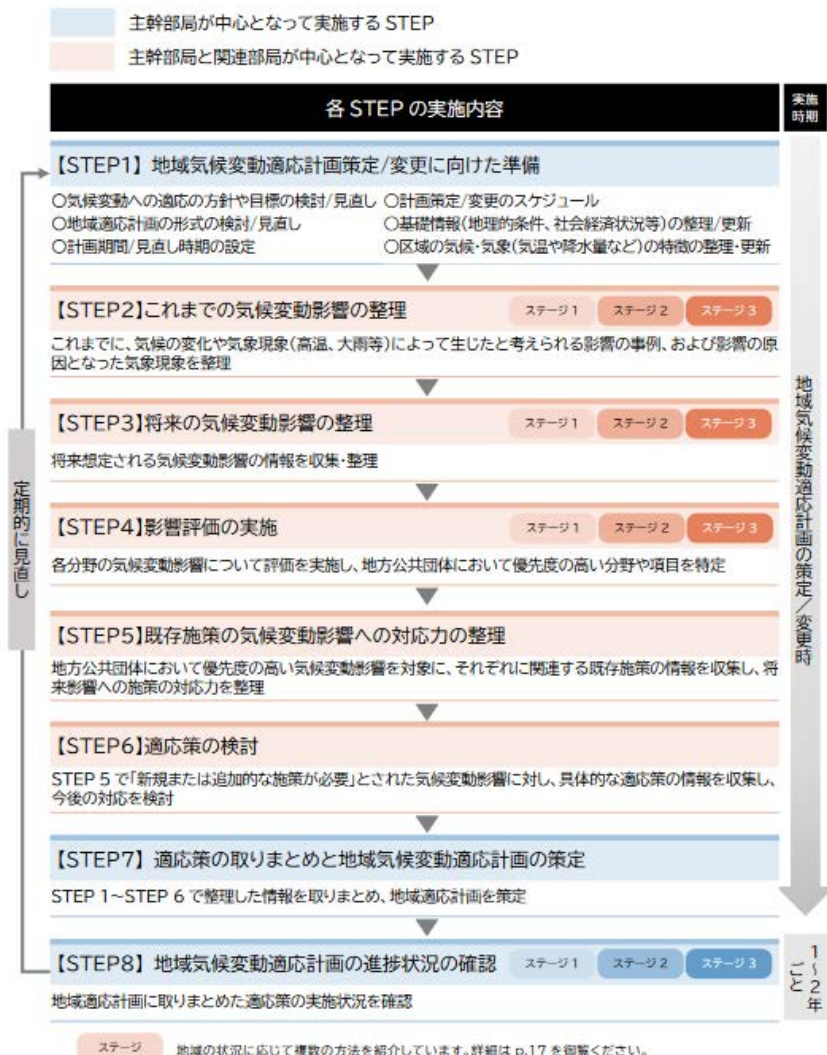 主幹部局が中心となって実施する STEP
主幹部局と関連部局が中心となって実施する STEP
各 STEP の実施内容
実施
時期
【STEP1】 地域気候変動適応計画策定/変更に向けた準備
○気候変動への適応の方針や目標の検討/見直し ○計画策定/変更のスケジュール
○地域適応計画の形式の検討/見直し ○基礎情報(地理的条件、社会経済状況等)の整理/更新
○計画期間/見直し時期の設定 ○区域の気候・気象(気温や降水量など)の特徴の整理・更新
【STEP2】これまでの気候変動影響の整理 ステージ 1 ステージ 2 ステージ 3
これまでに、気候の変化や気象現象(高温、大雨等)によって生じたと考えられる影響の事例、および影響の原
因となった気象現象を整理
【STEP3】将来の気候変動影響の整理 ステージ 1 ステージ 2 ステージ 3
将来想定される気候変動影響の情報を収集・整理
【STEP4】影響評価の実施 ステージ 1 ステージ 2 ステージ 3
各分野の気候変動影響について評価を実施し、地方公共団体において優先度の高い分野や項目を特定
【STEP5】既存施策の気候変動影響への対応力の整理
地方公共団体において優先度の高い気候変動影響を対象に、それぞれに関連する既存施策の情報を収集し、将
来影響への施策の対応力を整理
【STEP6】適応策の検討
STEP 5 で「新規または追加的な施策が必要」とされた気候変動影響に対し、具体的な適応策の情報を収集し、
今後の対応を検討
【STEP7】 適応策の取りまとめと地域気候変動適応計画の策定
STEP 1~STEP 6 で整理した情報を取りまとめ、地域適応計画を策定
【STEP8】 地域気候変動適応計画の進捗状況の確認 ステージ 1 ステージ 2 ステージ 3
地域適応計画に取りまとめた適応策の実施状況を確認
定期的に見直し
地域気候変動適応計画の策定/変更時
1~2年
ごと
ステージ 地域の状況に応じて複数の方法を紹介しています。詳細は p.17 を御覧ください。